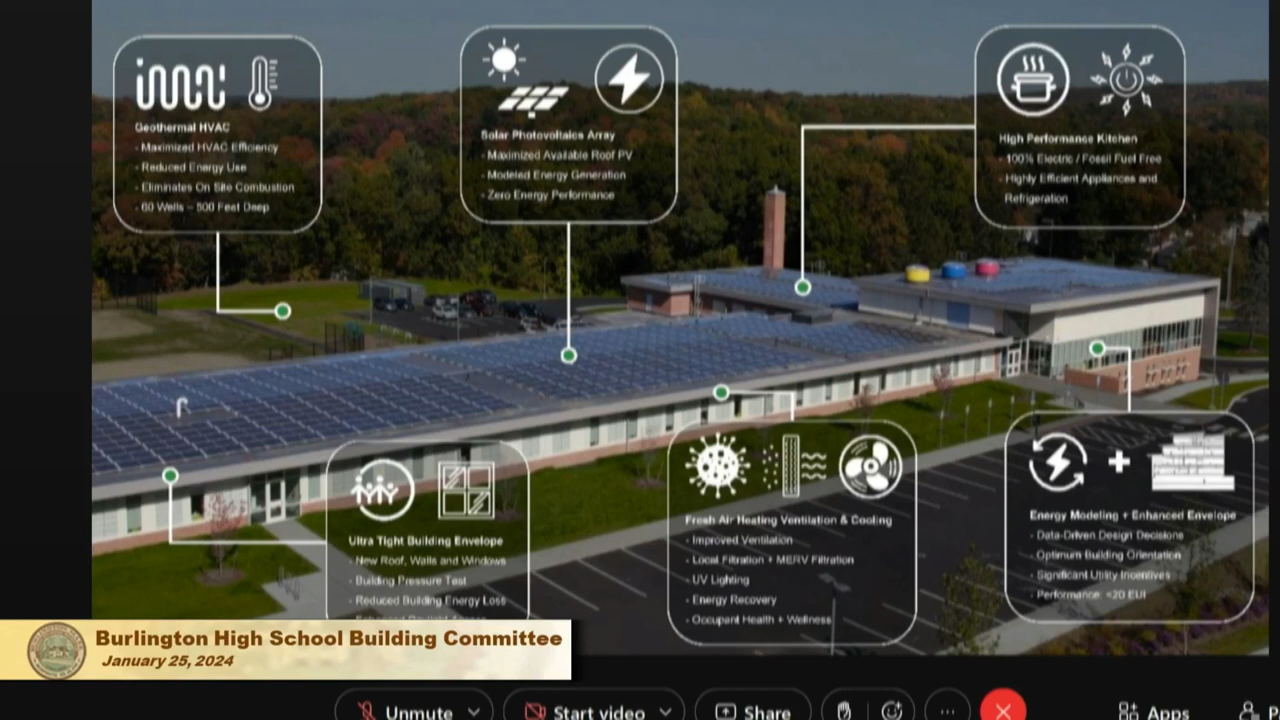 Geothermal HVAC
- Maximized HVAC Efficiency
- Reduced Energy Use
- Eliminates On Site Combustion
- 60 Wells – 500 Feet Deep
Solar Photovoltaics Array
- Maximized Available Roof PV
- Modeled Energy Generation
- Zero Energy Performance
High Performance Kitchen
- 100% Electric / Fossil Fuel Free
- Highly Efficient Appliances and
Refrigeration
Ultra Tight Building Envelope
- New Roof, Walls and Windows
- Building Pressure Test
- Reduced Building Energy Loss
Fresh Air Heating Ventilation & Cooling
- Improved Ventilation
- Local Filtration + MERV Filtration
- UV Lighting
- Energy Recovery
- Occupant Health + Wellness
Energy Modeling + Enhanced Envelope
- Data-Driven Design Decisions
- Optimum Building Orientation
- Significant Utility Incentives
- Performance: <20 EUI
Burlington High School Building Committee
January 25, 2024
Unmute
Start video
Share
Apps